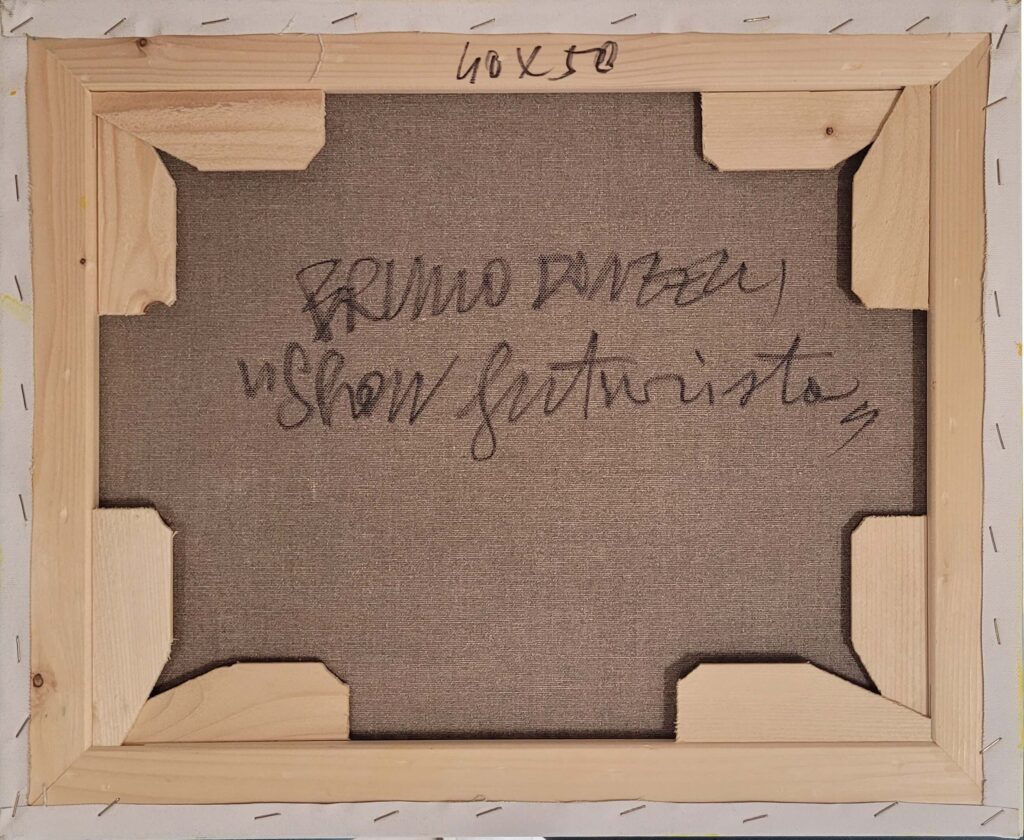 40x50
BRUNO DONZELLI
"Show futurista"